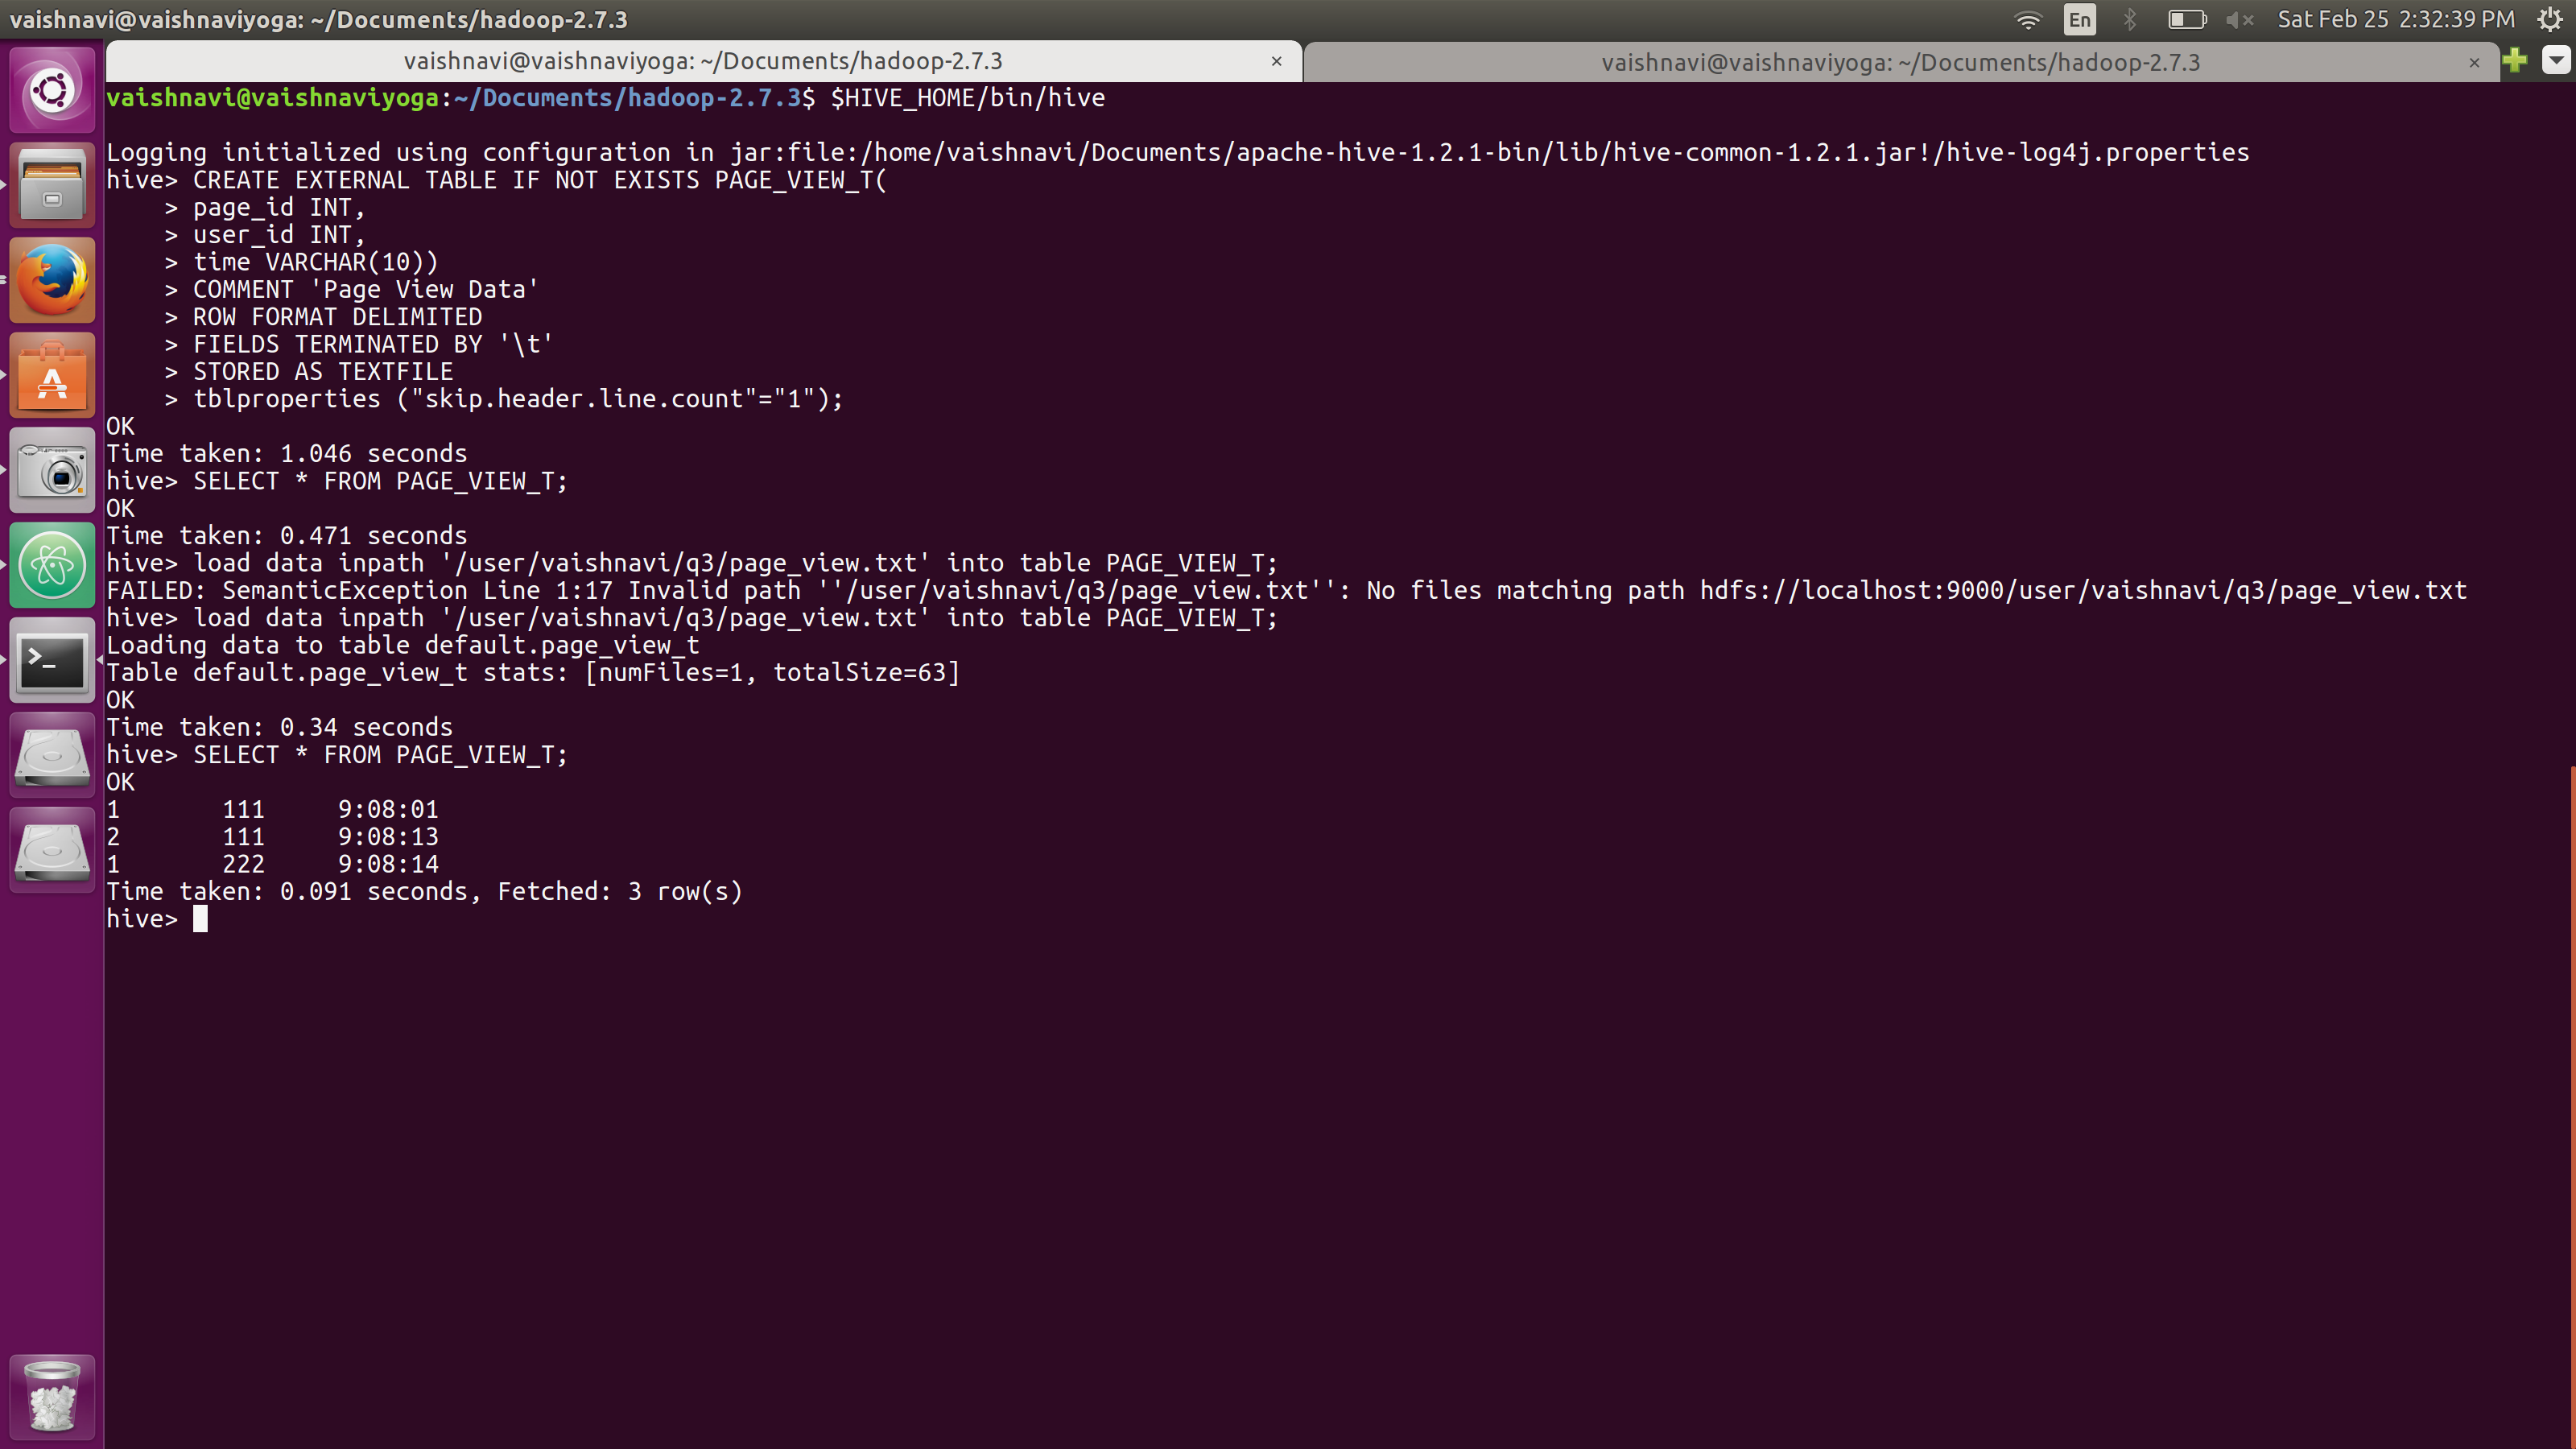 vaishnavi@vaishnaviyoga: ~/Documents/hadoop-2.7.3
En
Sat Feb 25 2:32:39 PM
vaishnavi@vaishnaviyoga: ~/Documents/hadoop-2.7.3 ×
vaishnavi@vaishnaviyoga: ~/Documents/hadoop-2.7.3 ×
vaishnavi@vaishnaviyoga:~/Documents/hadoop-2.7.3$ $HIVE_HOME/bin/hive
Logging initialized using configuration in jar:file:/home/vaishnavi/Documents/apache-hive-1.2.1-bin/lib/hive-common-1.2.1.jar!/hive-log4j.properties
hive> CREATE EXTERNAL TABLE IF NOT EXISTS PAGE_VIEW_T(
    > page_id INT,
    > user_id INT,
    > time VARCHAR(10))
    > COMMENT 'Page View Data'
    > ROW FORMAT DELIMITED
    > FIELDS TERMINATED BY '\t'
    > STORED AS TEXTFILE
    > tblproperties ("skip.header.line.count"="1");
OK
Time taken: 1.046 seconds
hive> SELECT * FROM PAGE_VIEW_T;
OK
Time taken: 0.471 seconds
hive> load data inpath '/user/vaishnavi/q3/page_view.txt' into table PAGE_VIEW_T;
FAILED: SemanticException Line 1:17 Invalid path ''/user/vaishnavi/q3/page_view.txt'': No files matching path hdfs://localhost:9000/user/vaishnavi/q3/page_view.txt
hive> load data inpath '/user/vaishnavi/q3/page_view.txt' into table PAGE_VIEW_T;
Loading data to table default.page_view_t
Table default.page_view_t stats: [numFiles=1, totalSize=63]
OK
Time taken: 0.34 seconds
hive> SELECT * FROM PAGE_VIEW_T;
OK
1       111     9:08:01
2       111     9:08:13
1       222     9:08:14
Time taken: 0.091 seconds, Fetched: 3 row(s)
hive>